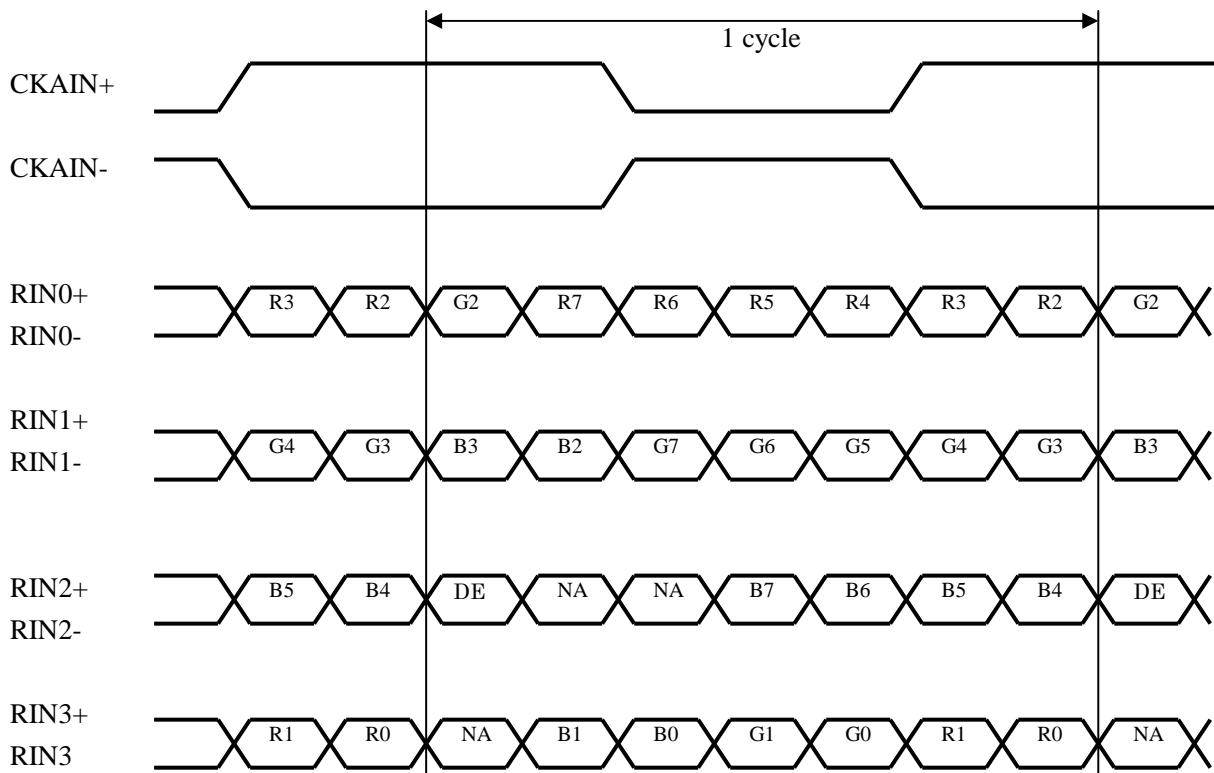 1 cycle
CKAIN+
CKAIN-
RIN0+
R3 R2 G2 R7 R6 R5 R4 R3 R2 G2
RIN0-
RIN1+
G4 G3 B3 B2 G7 G6 G5 G4 G3 B3
RIN1-
RIN2+
B5 B4 DE NA NA B7 B6 B5 B4 DE
RIN2-
RIN3+
R1 R0 NA B1 B0 G1 G0 R1 R0 NA
RIN3